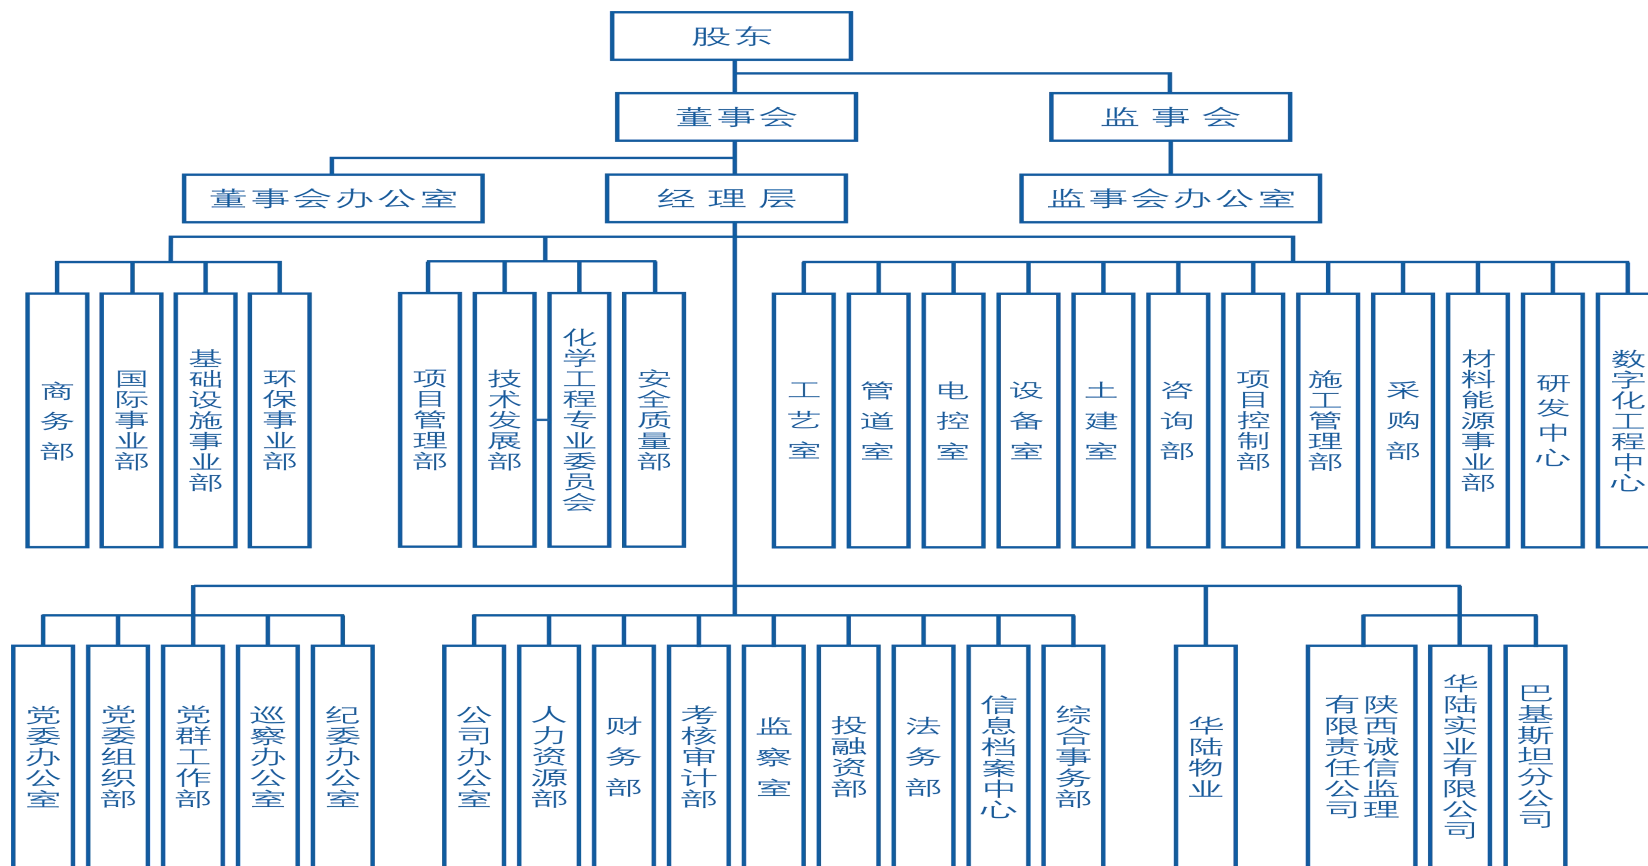 股东
董事会
监事会
董事会办公室
经理层
监事会办公室
商务部
国际事业部
基础设施事业部
环保事业部
项目管理部
技术发展部
化学工程专业委员会
安全质量部
工艺室
管道室
电控室
设备室
土建室
咨询部
项目控制部
施工管理部
采购部
材料能源事业部
研发中心
数字化工程中心
党委办公室
党委组织部
党群工作部
巡察办公室
纪委办公室
公司办公室
人力资源部
财务部
考核审计部
监察室
投融资部
法务部
信息档案中心
综合事务部
华陆物业
陕西诚信监理
有限责任公司
华陆实业有限公司
巴基斯坦分公司